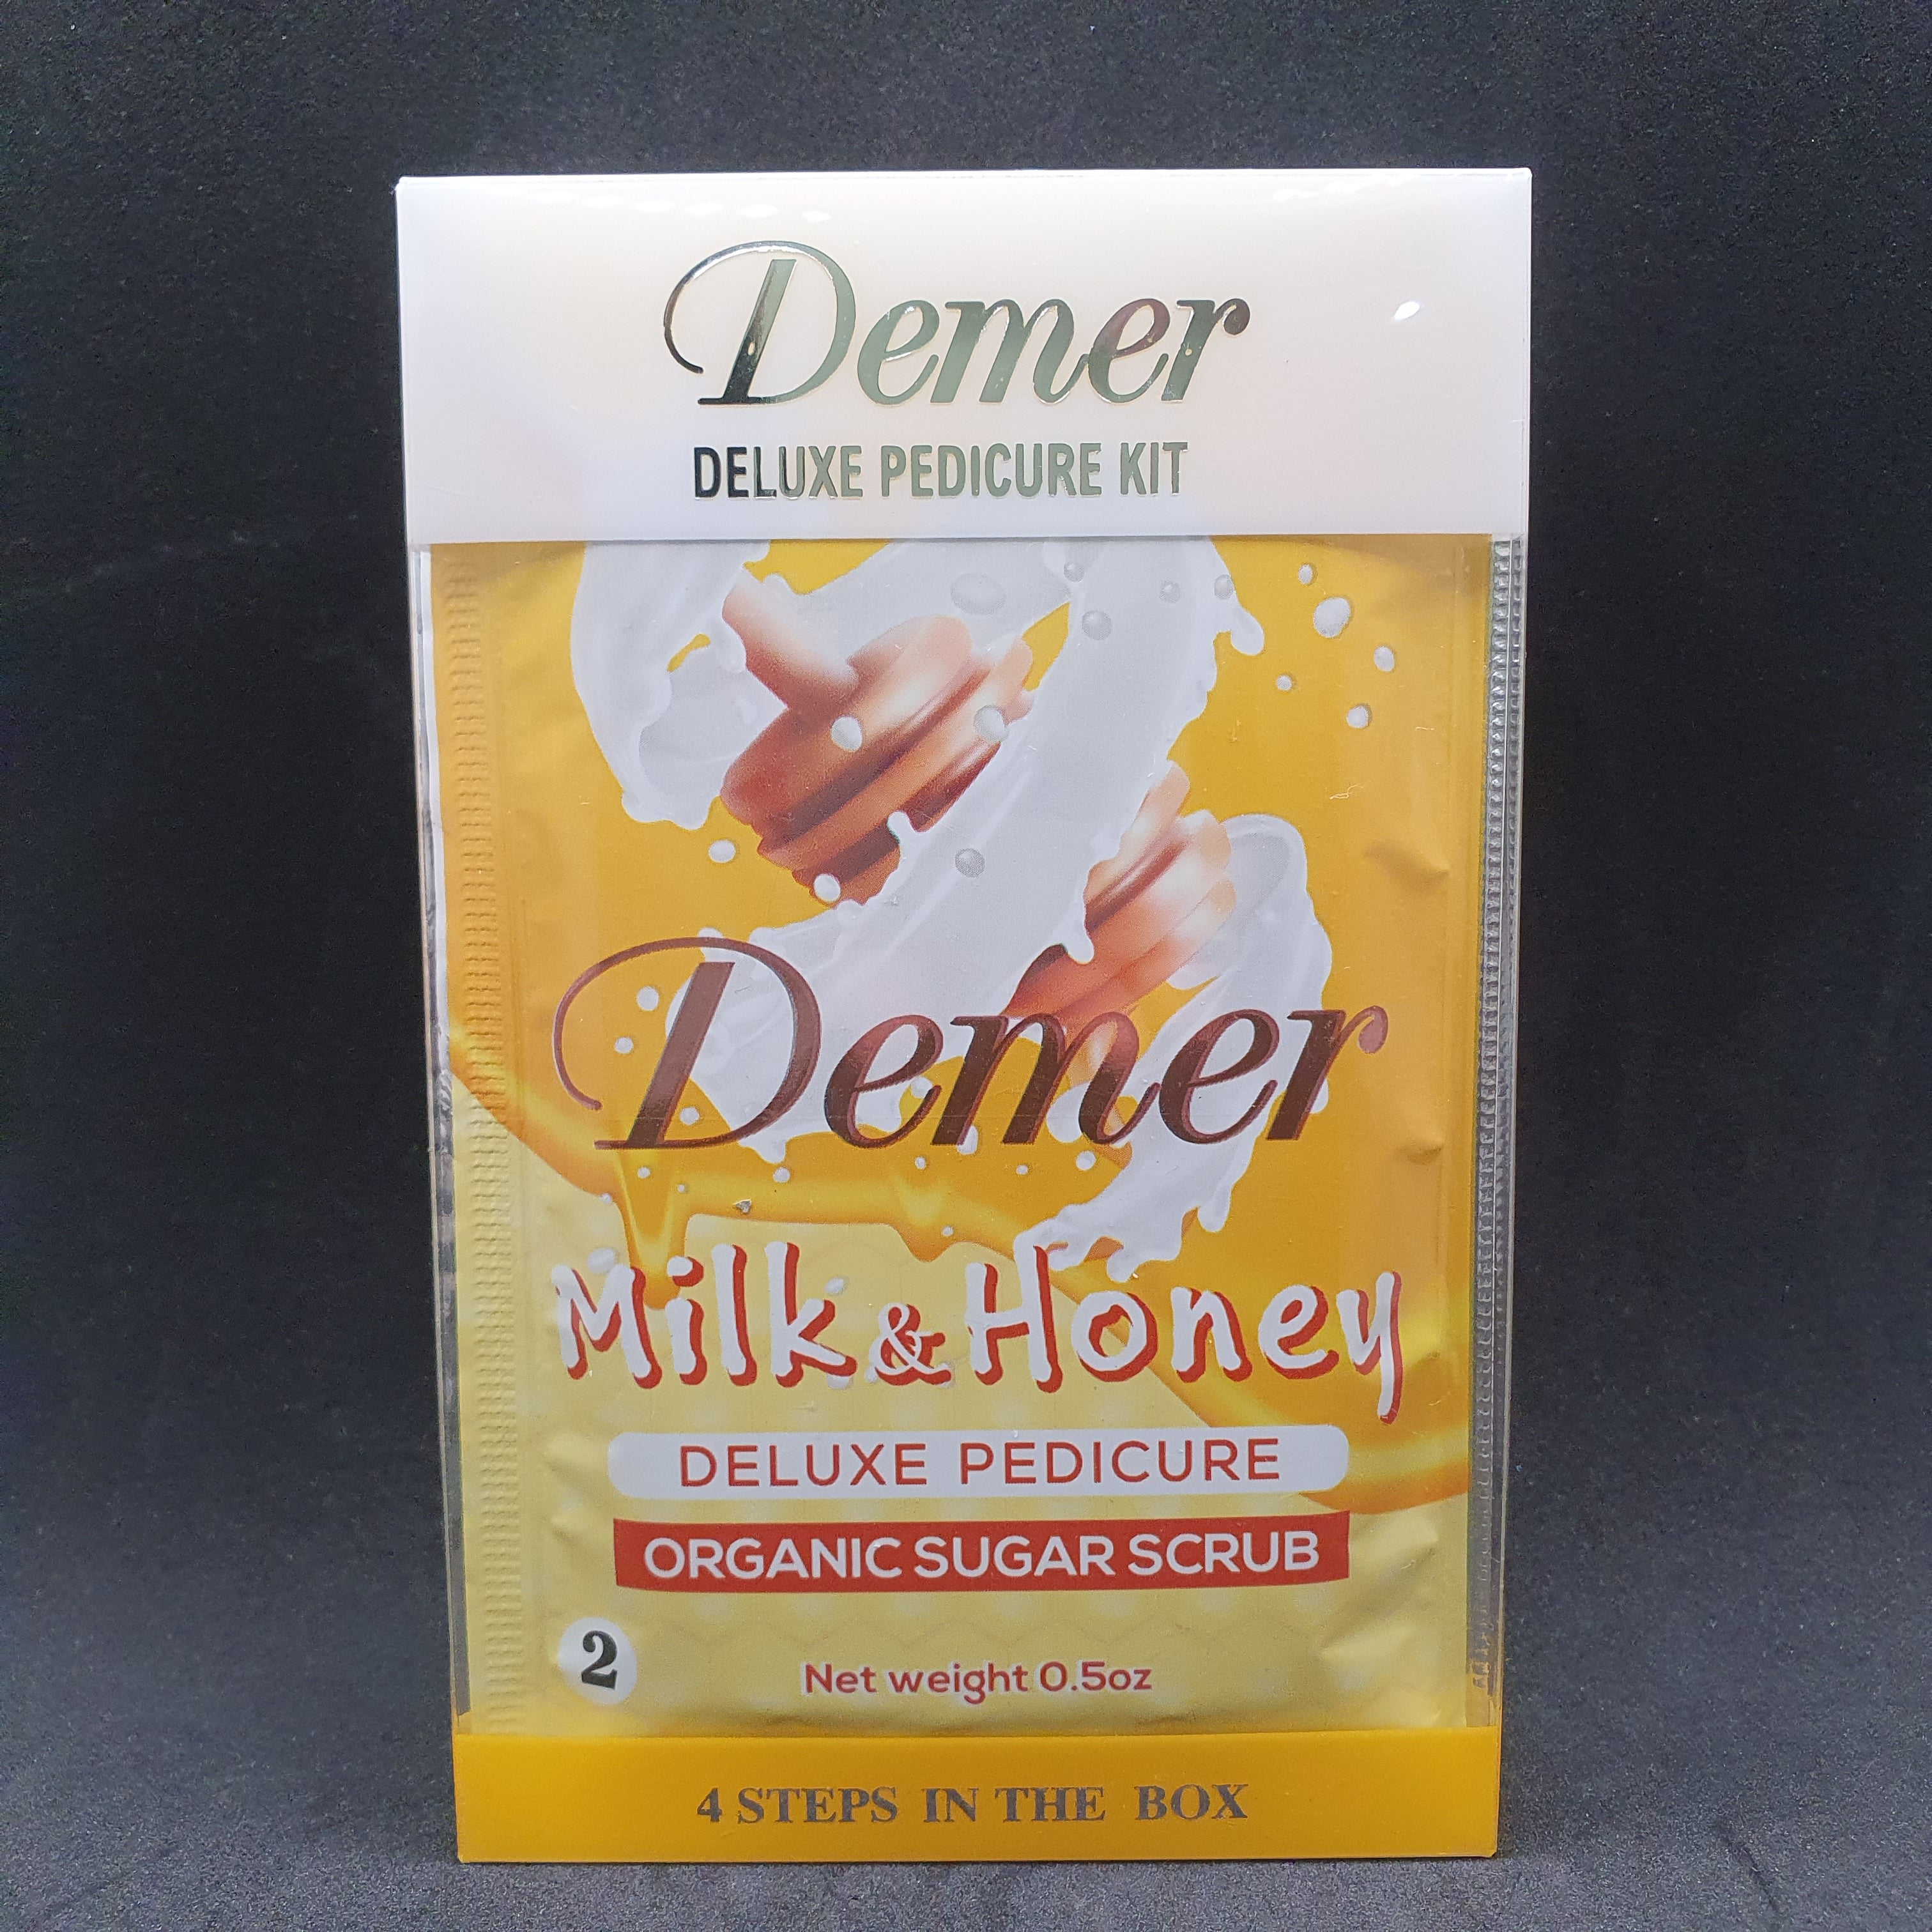 Demer
DELUXE PEDICURE KIT
Demer
Milk & Honey
DELUXE PEDICURE
ORGANIC SUGAR SCRUB
2
Net weight 0.5oz
4 STEPS IN THE BOX